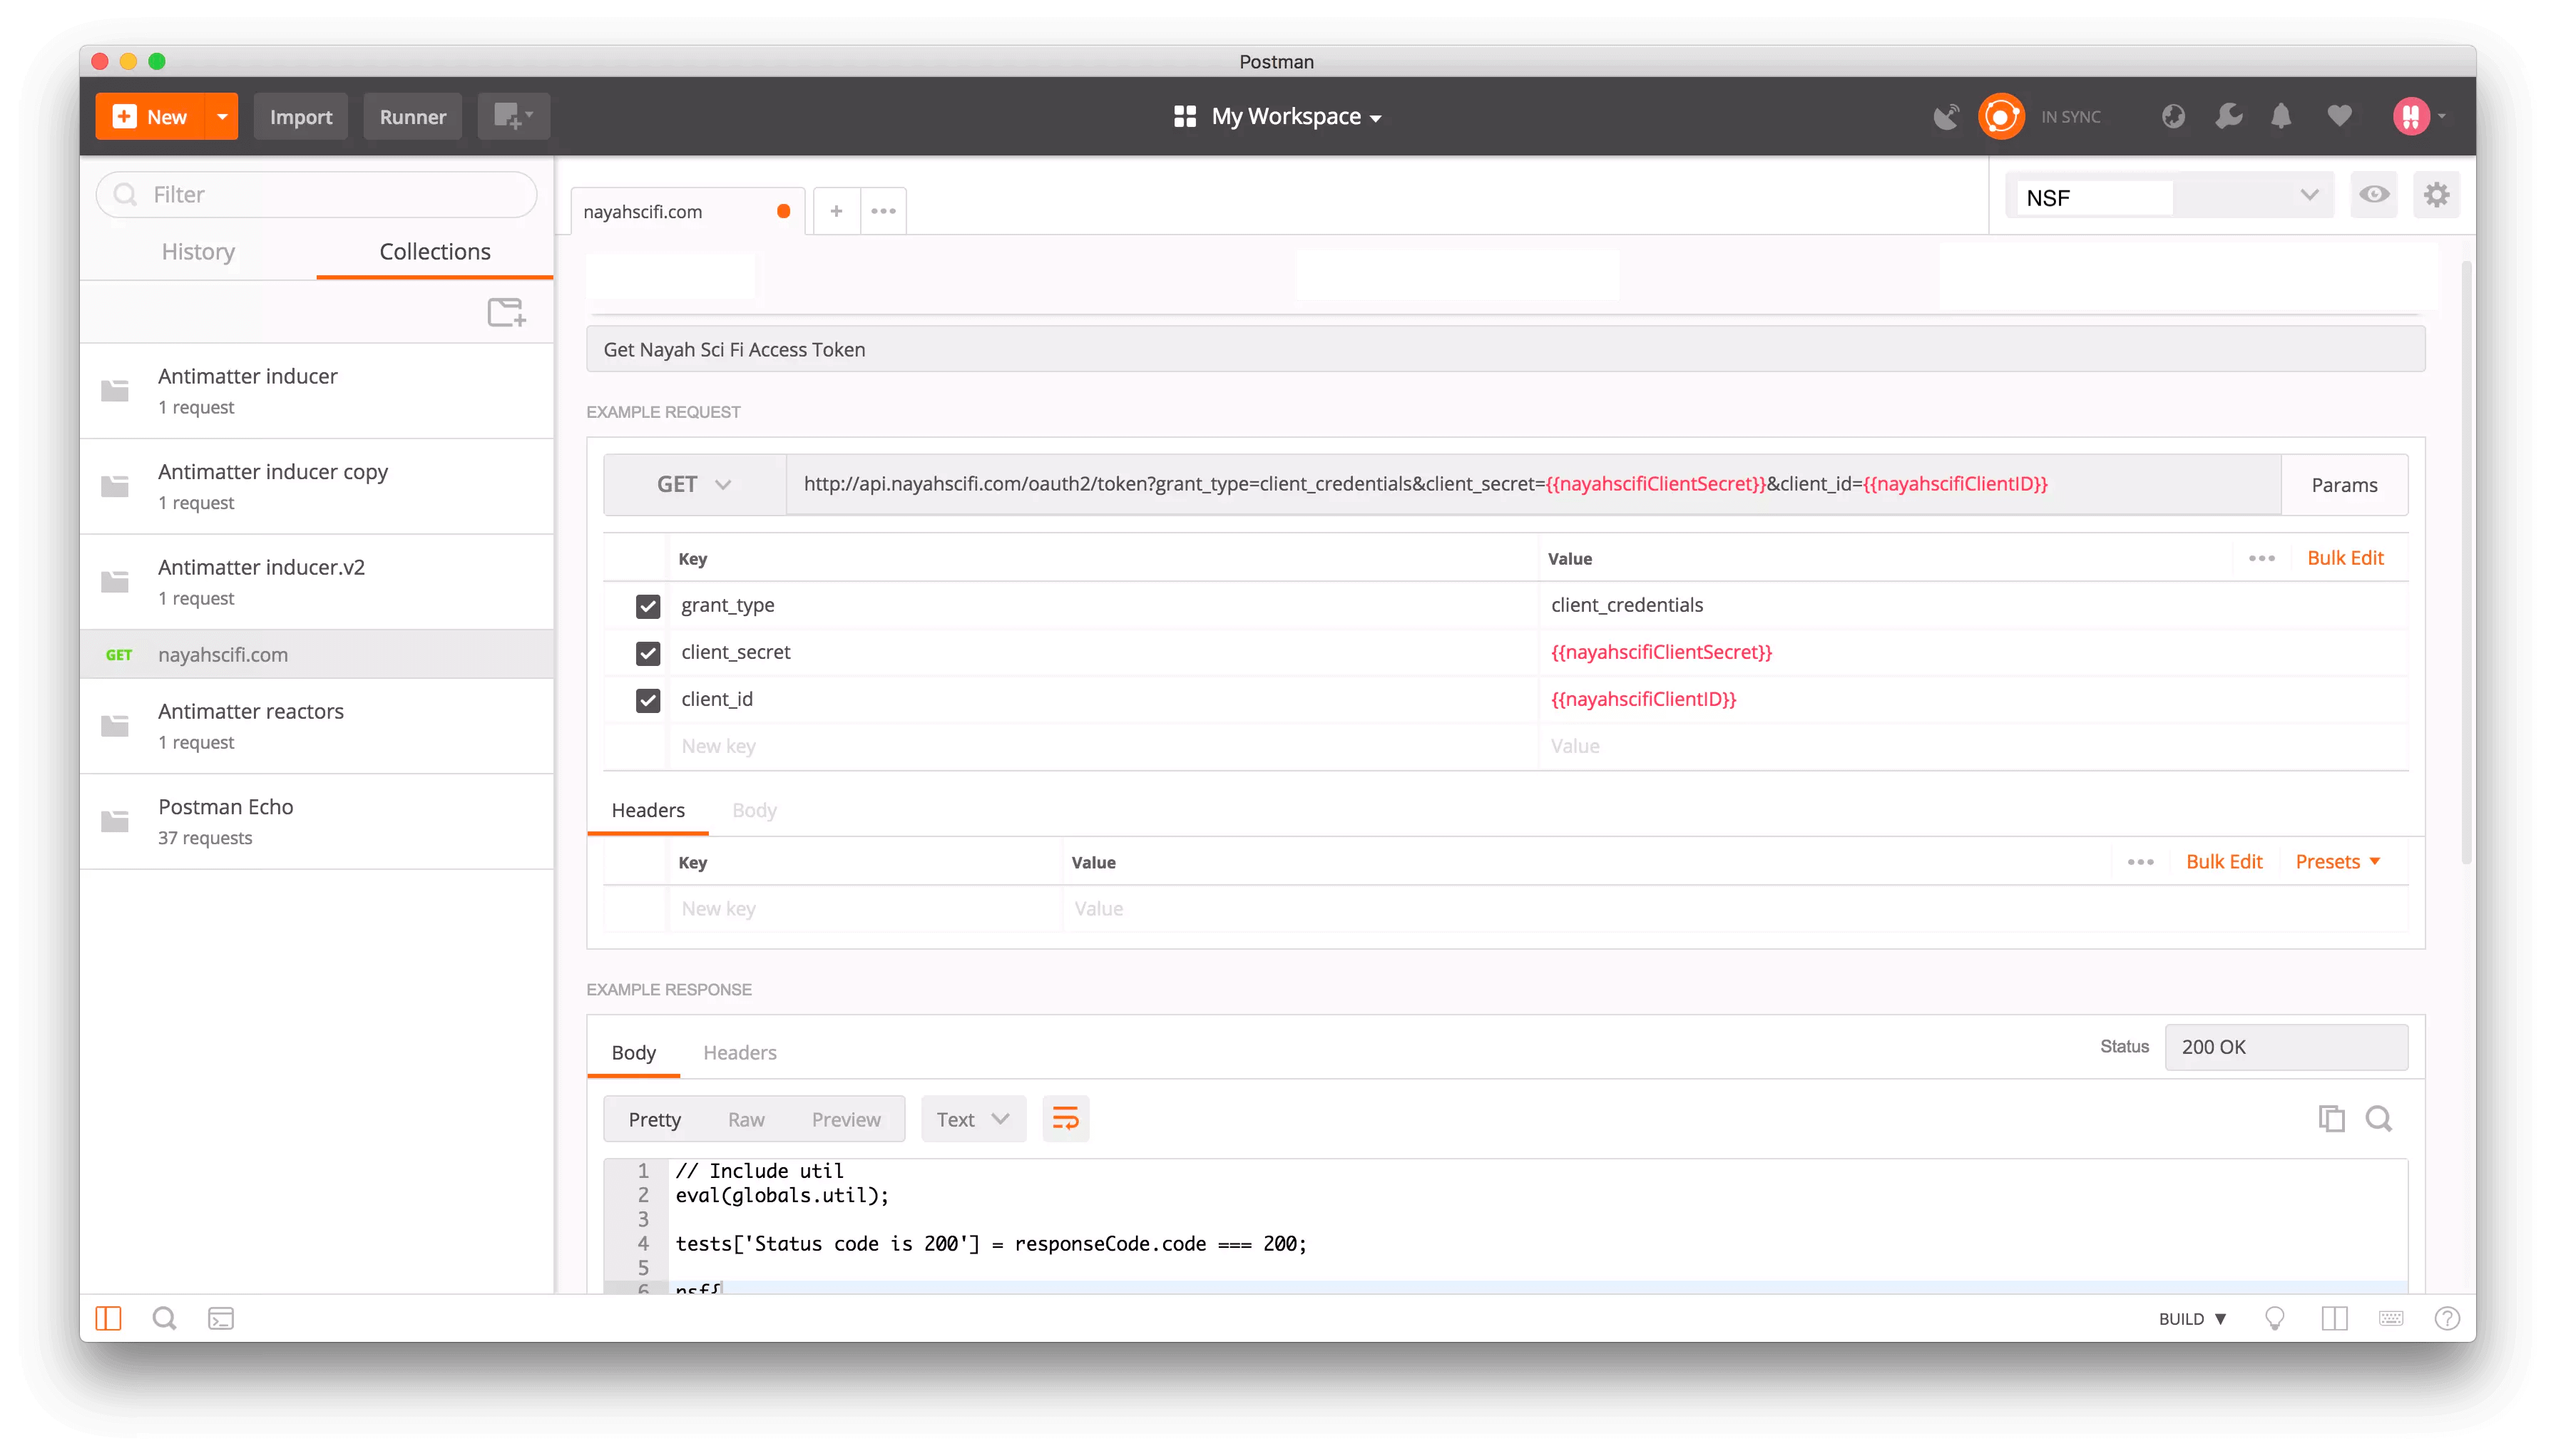 Postman
New
Import
Runner
My Workspace
IN SYNC
Filter
History
Collections
Antimatter inducer
1 request
Antimatter inducer copy
1 request
Antimatter inducer.v2
1 request
GET nayahscifi.com
Antimatter reactors
1 request
Postman Echo
37 requests
nayahscifi.com
NSF
Get Nayah Sci Fi Access Token
EXAMPLE REQUEST
GET http://api.nayahscifi.com/oauth2/token?grant_type=client_credentials&client_secret={{nayahscifiClientSecret}}&client_id={{nayahscifiClientID}} Params
Key Value Bulk Edit
grant_type client_credentials
client_secret {{nayahscifiClientSecret}}
client_id {{nayahscifiClientID}}
New key Value
Headers Body
Key Value Bulk Edit Presets
New key Value
EXAMPLE RESPONSE
Body Headers Status 200 OK
Pretty Raw Preview Text
1 // Include util
2 eval(globals.util);
3
4 tests['Status code is 200'] = responseCode.code === 200;
5
6 nsf{
BUILD